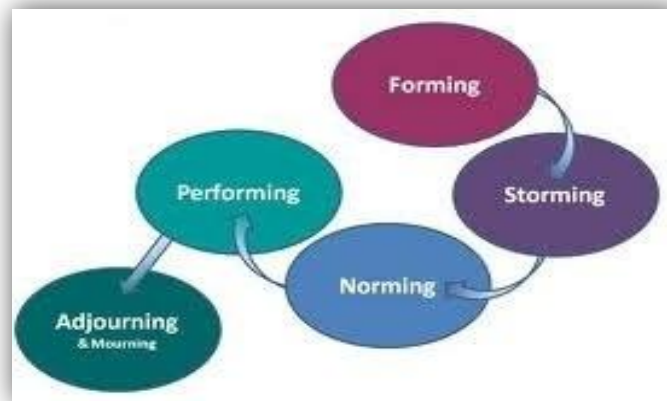 Forming
Storming
Norming
Performing
Adjourning
& Mourning